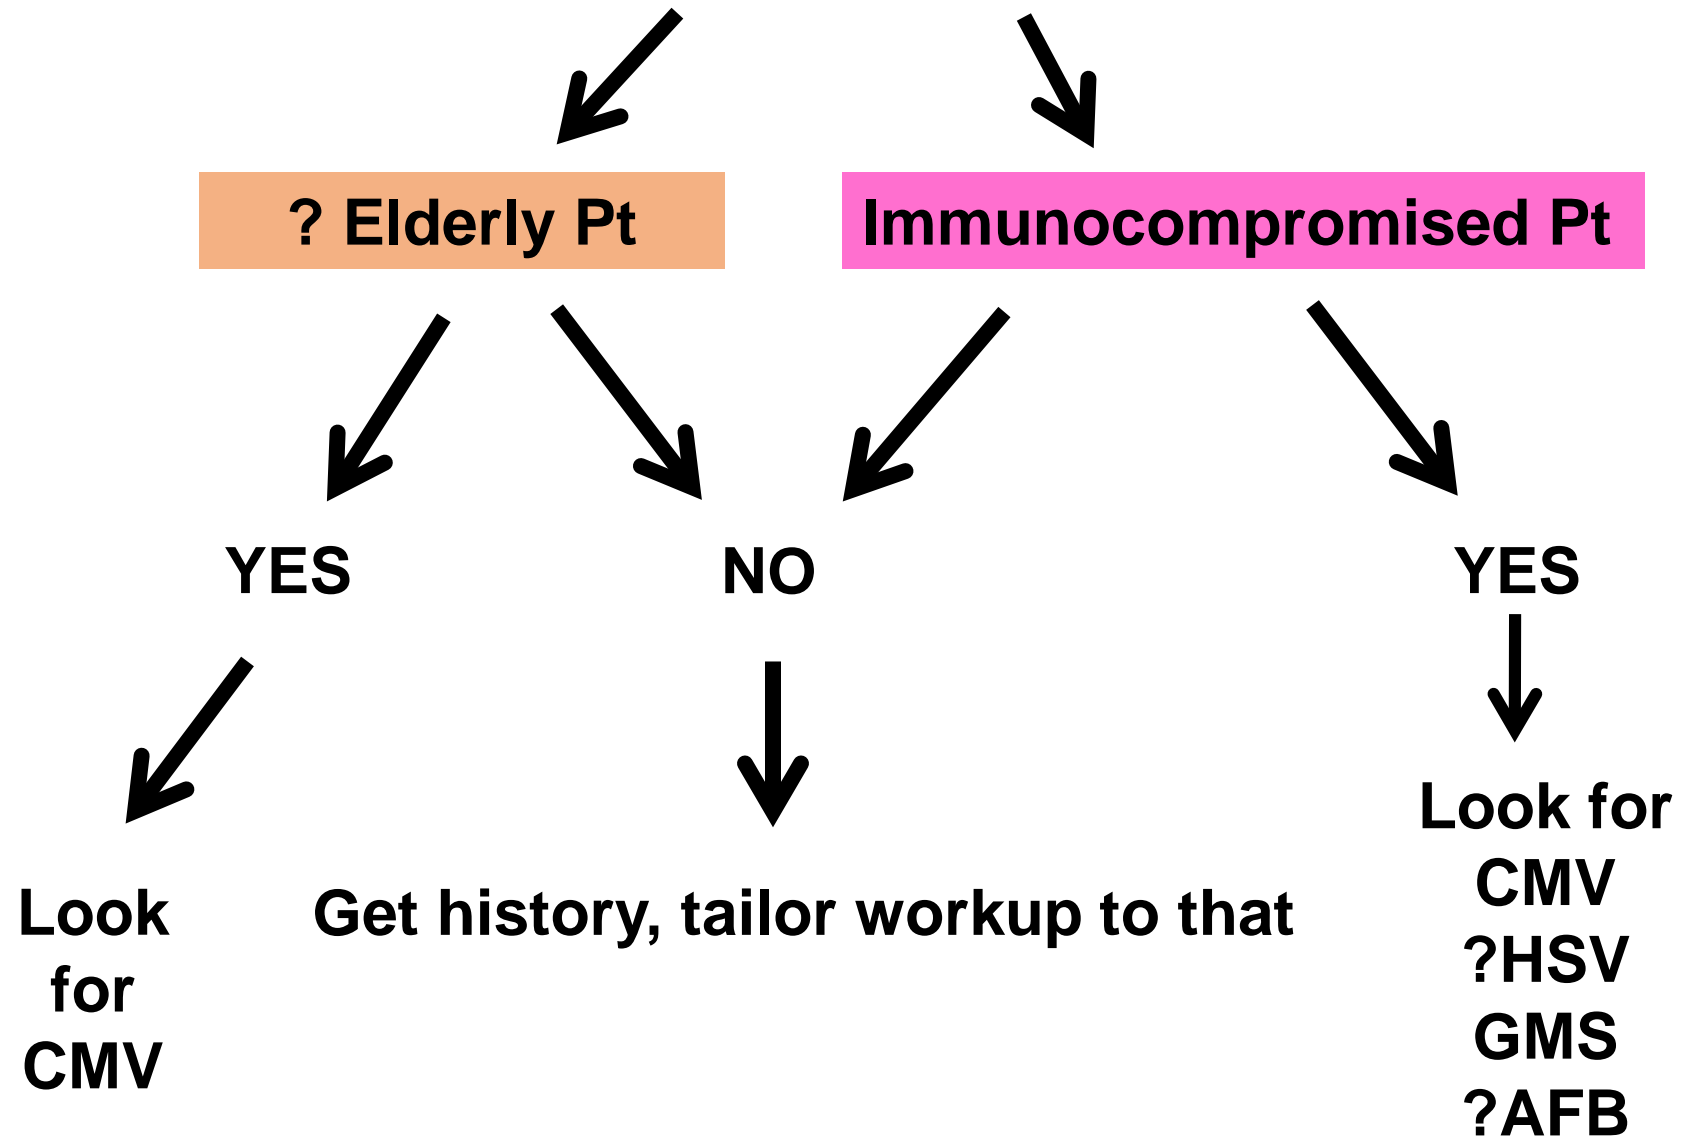 ? Elderly Pt
Immunocompromised Pt
YES
NO
YES
Look
for
CMV
Get history, tailor workup to that
Look for
CMV
?HSV
GMS
?AFB